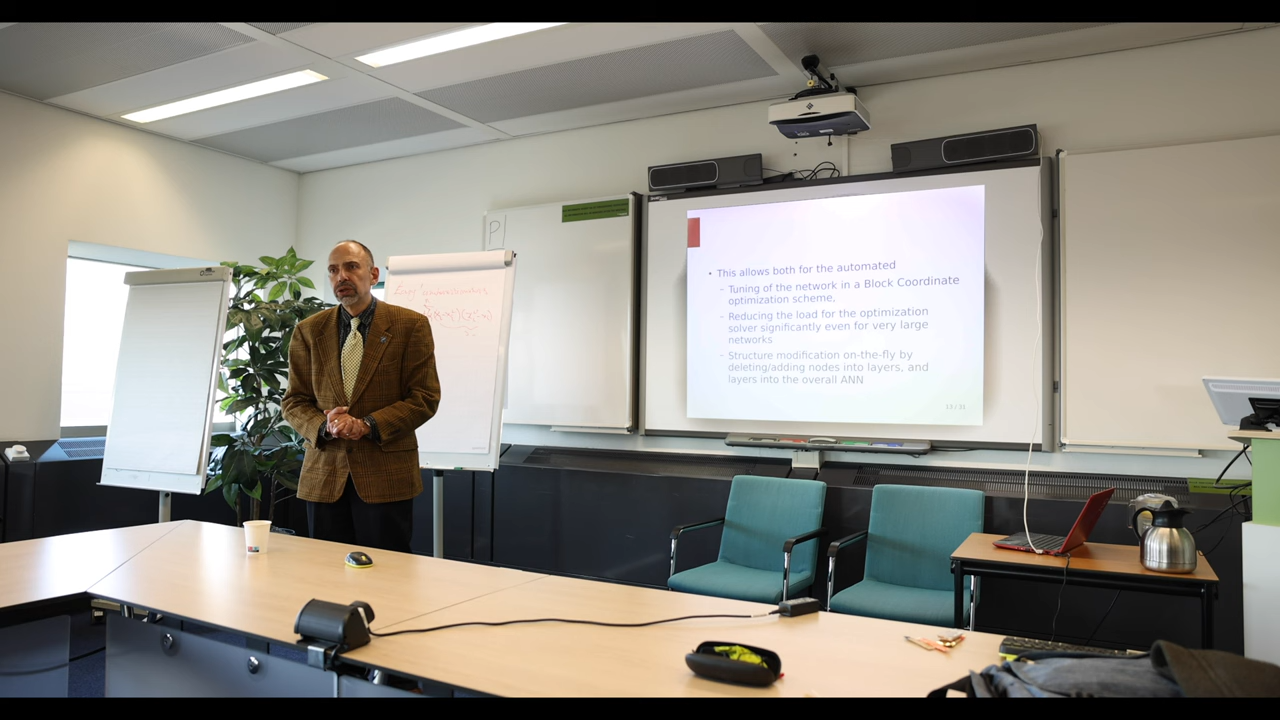 • This allows both for the automated
– Tuning of the network in a Block Coordinate
optimization scheme,
– Reducing the load for the optimization
solver significantly even for very large
networks
– Structure modification on-the-fly by
deleting/adding nodes into layers, and
layers into the overall ANN
13 / 31